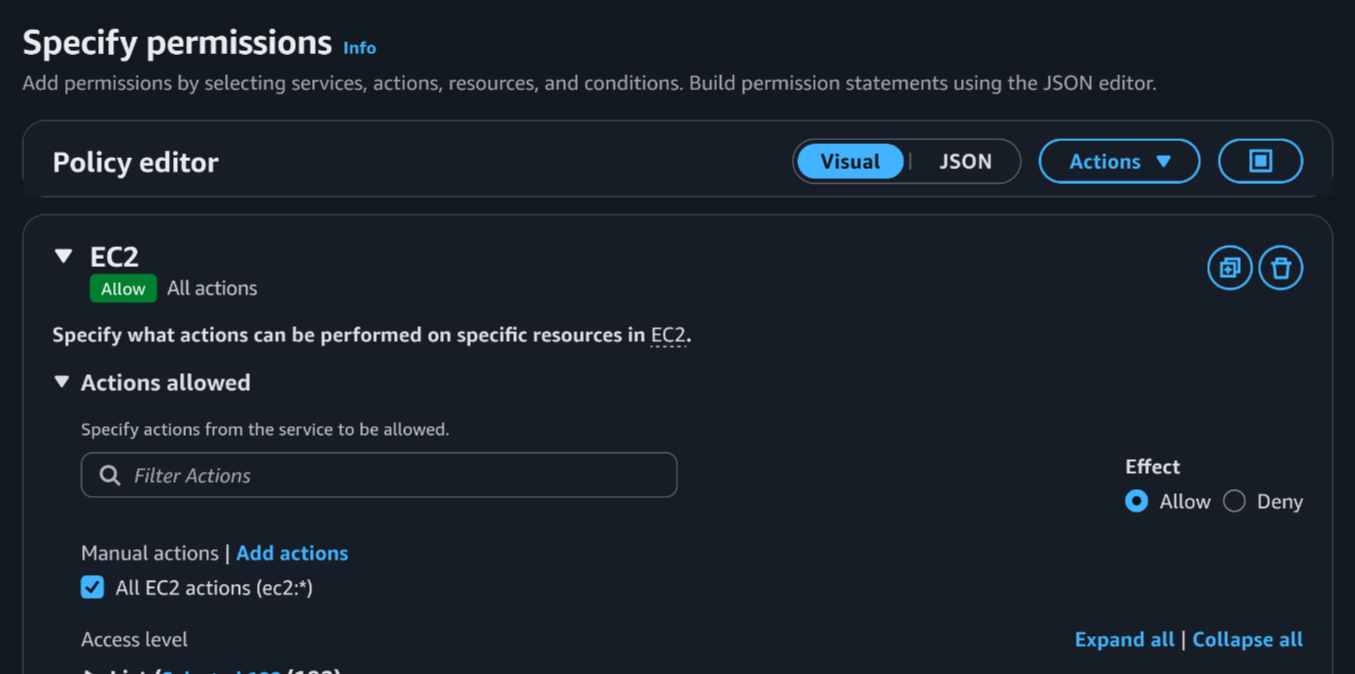 Specify permissions Info
Add permissions by selecting services, actions, resources, and conditions. Build permission statements using the JSON editor.
Policy editor Visual JSON Actions
EC2
Allow All actions
Specify what actions can be performed on specific resources in EC2.
Actions allowed
Specify actions from the service to be allowed.
Filter Actions
Effect
Allow Deny
Manual actions | Add actions
All EC2 actions (ec2:*)
Access level Expand all | Collapse all
List (Selected